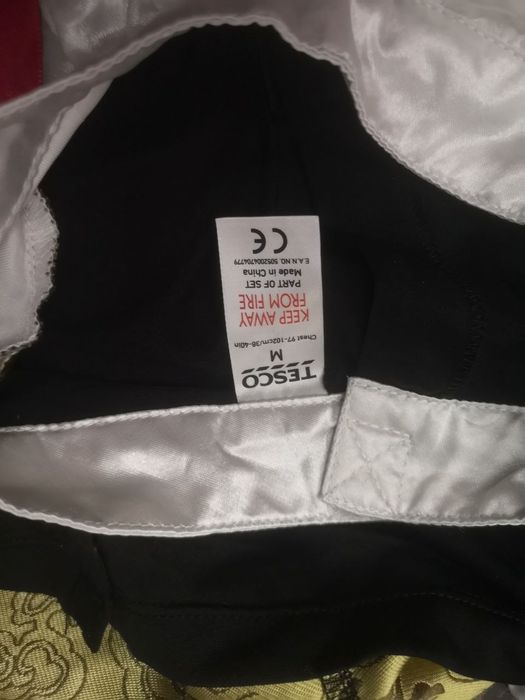 TESCO
M
Chest 97-102cm/38-40in
KEEP AWAY
FROM FIRE
PART OF SET
Made in China
E.A.N NO. 5052004704779
CE